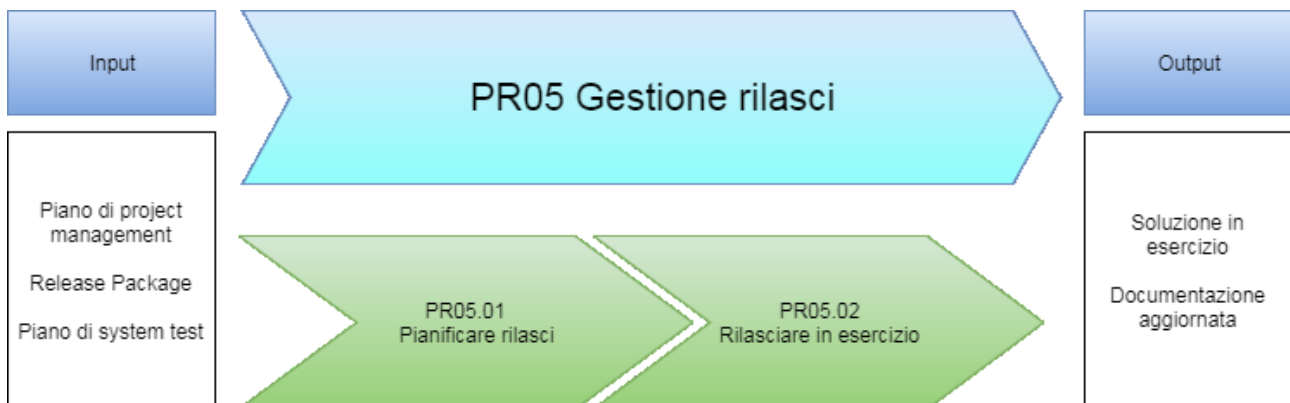 Input
PR05 Gestione rilasci
Output
Piano di project
management
Release Package
Piano di system test
PR05.01
Pianificare rilasci
PR05.02
Rilasciare in esercizio
Soluzione in
esercizio
Documentazione
aggiornata